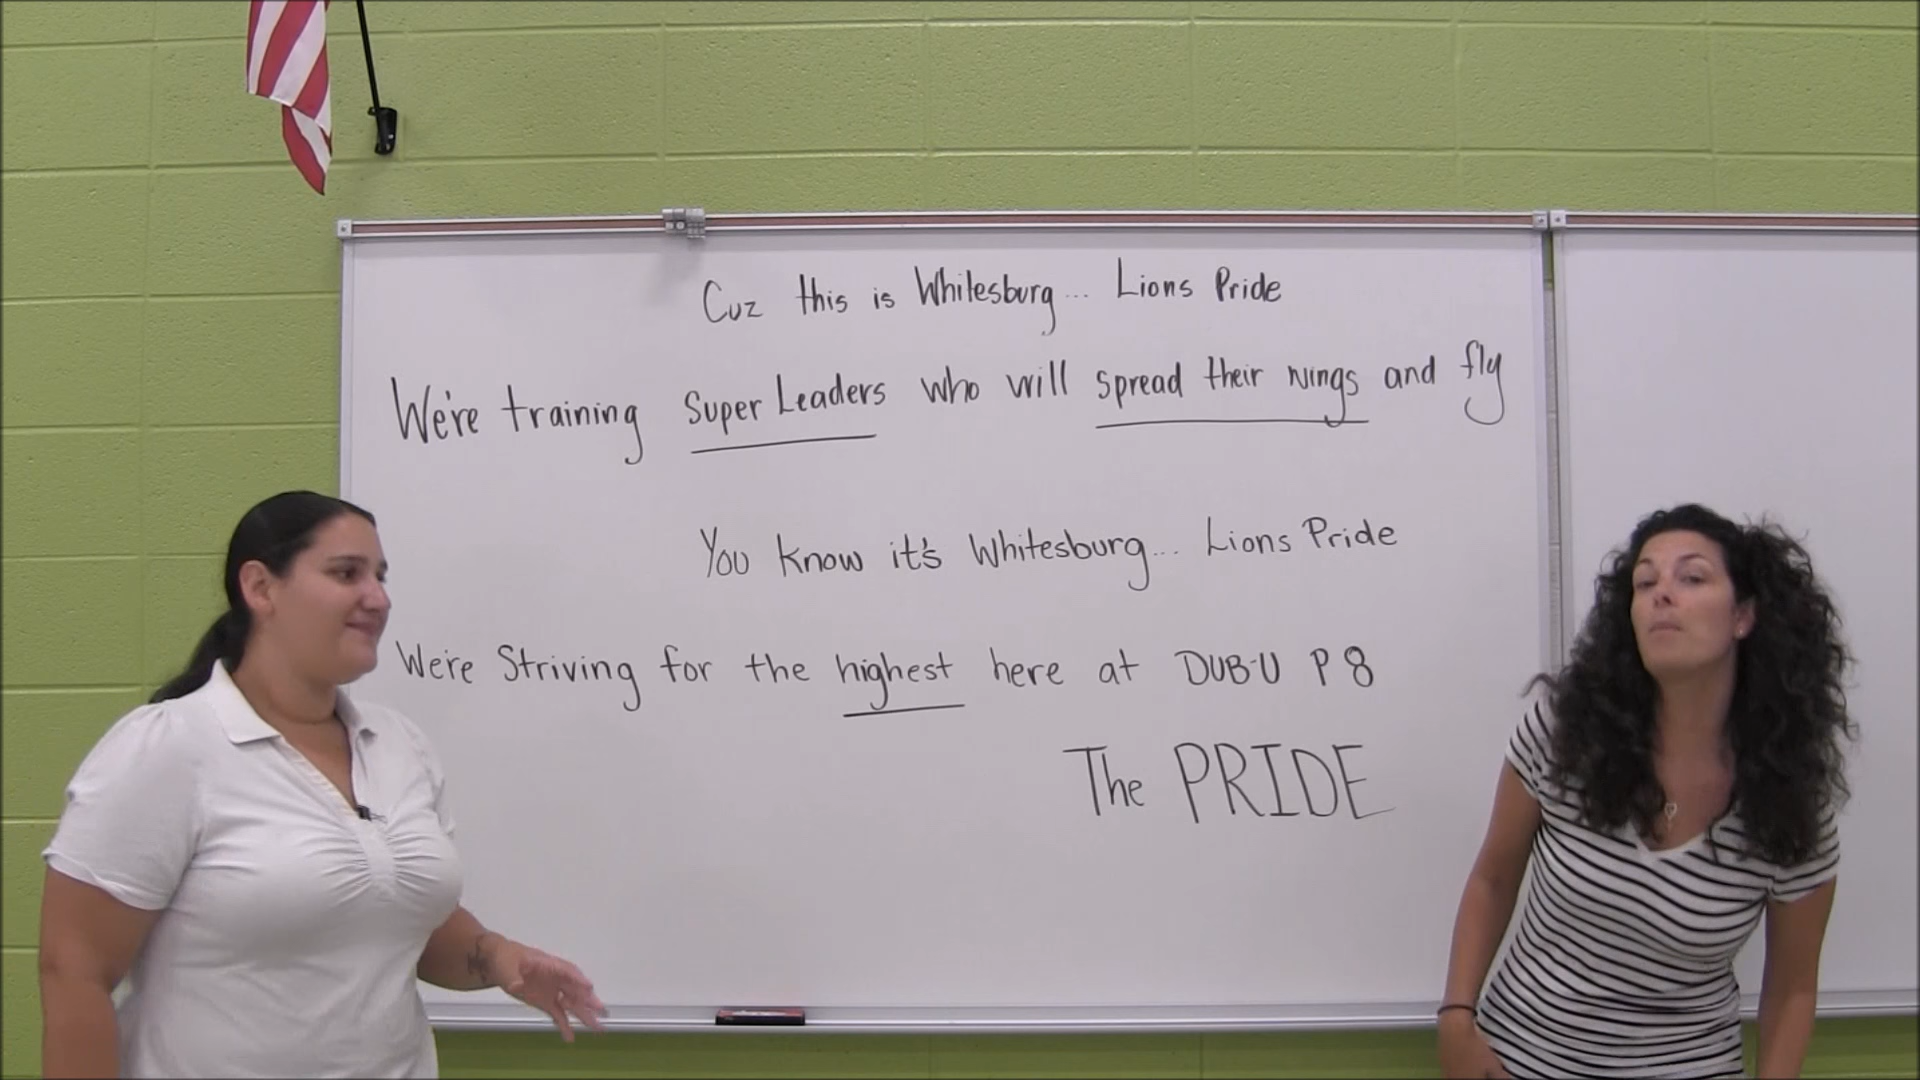 Cuz this is Whitesburg... Lions Pride
We're training Super Leaders who will spread their wings and fly
You know it's Whitesburg... Lions Pride
We're Striving for the highest here at DUB-U P 8
The PRIDE